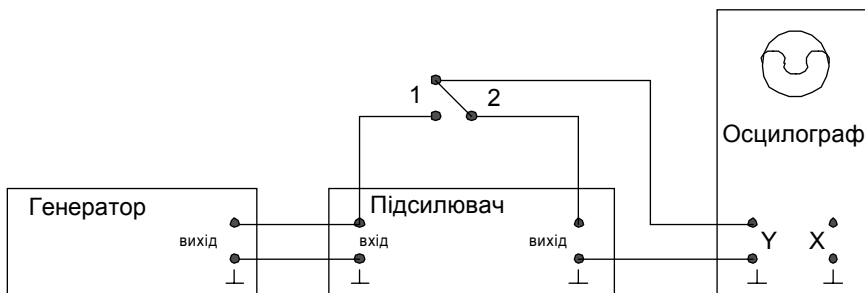 1
2
Осцилограф
Генератор
Підсилювач
вихід
вхід
вихід
Y
X